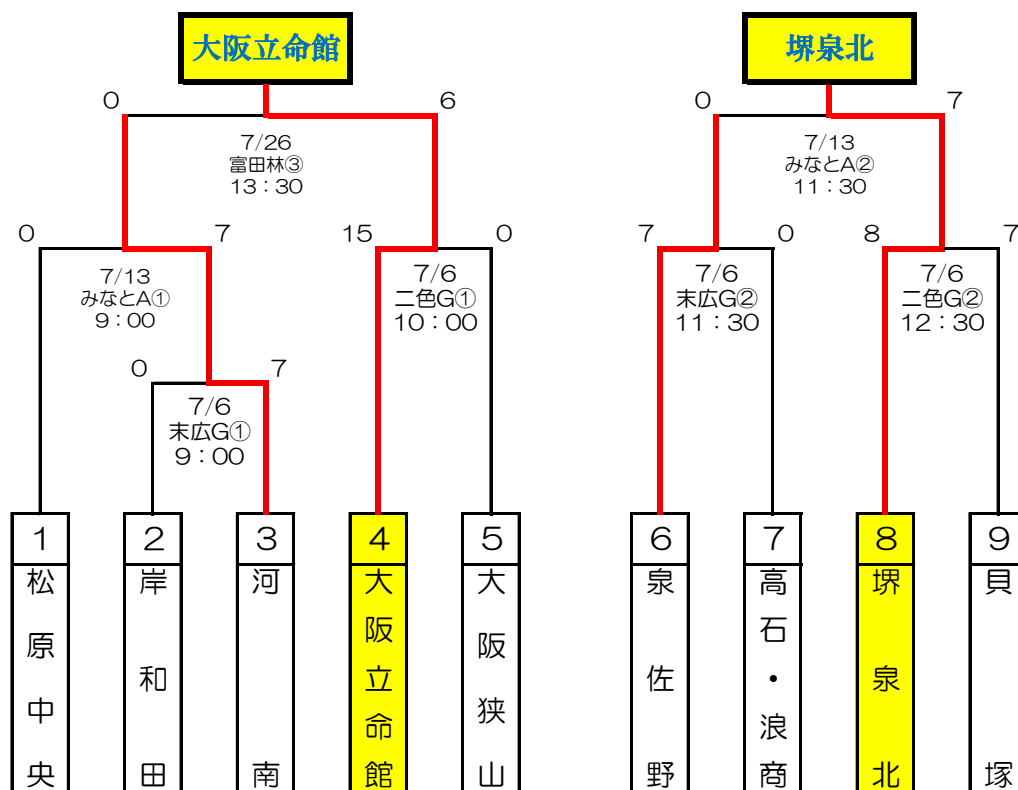 大阪立命館
堺泉北
0
6
0
7
7/26
富田林③
13：30
7/13
みなとA②
11：30
0
7
15
0
7
0
8
7
7/13
みなとA①
9：00
7/6
二色G①
10：00
7/6
末広G②
11：30
7/6
二色G②
12：30
0
7
7/6
末広G①
9：00
1
2
3
4
5
6
7
8
9
松原中央
岸和田
河南
大阪立命館
大阪狭山
泉佐野
高石・浪商
堺泉北
貝塚